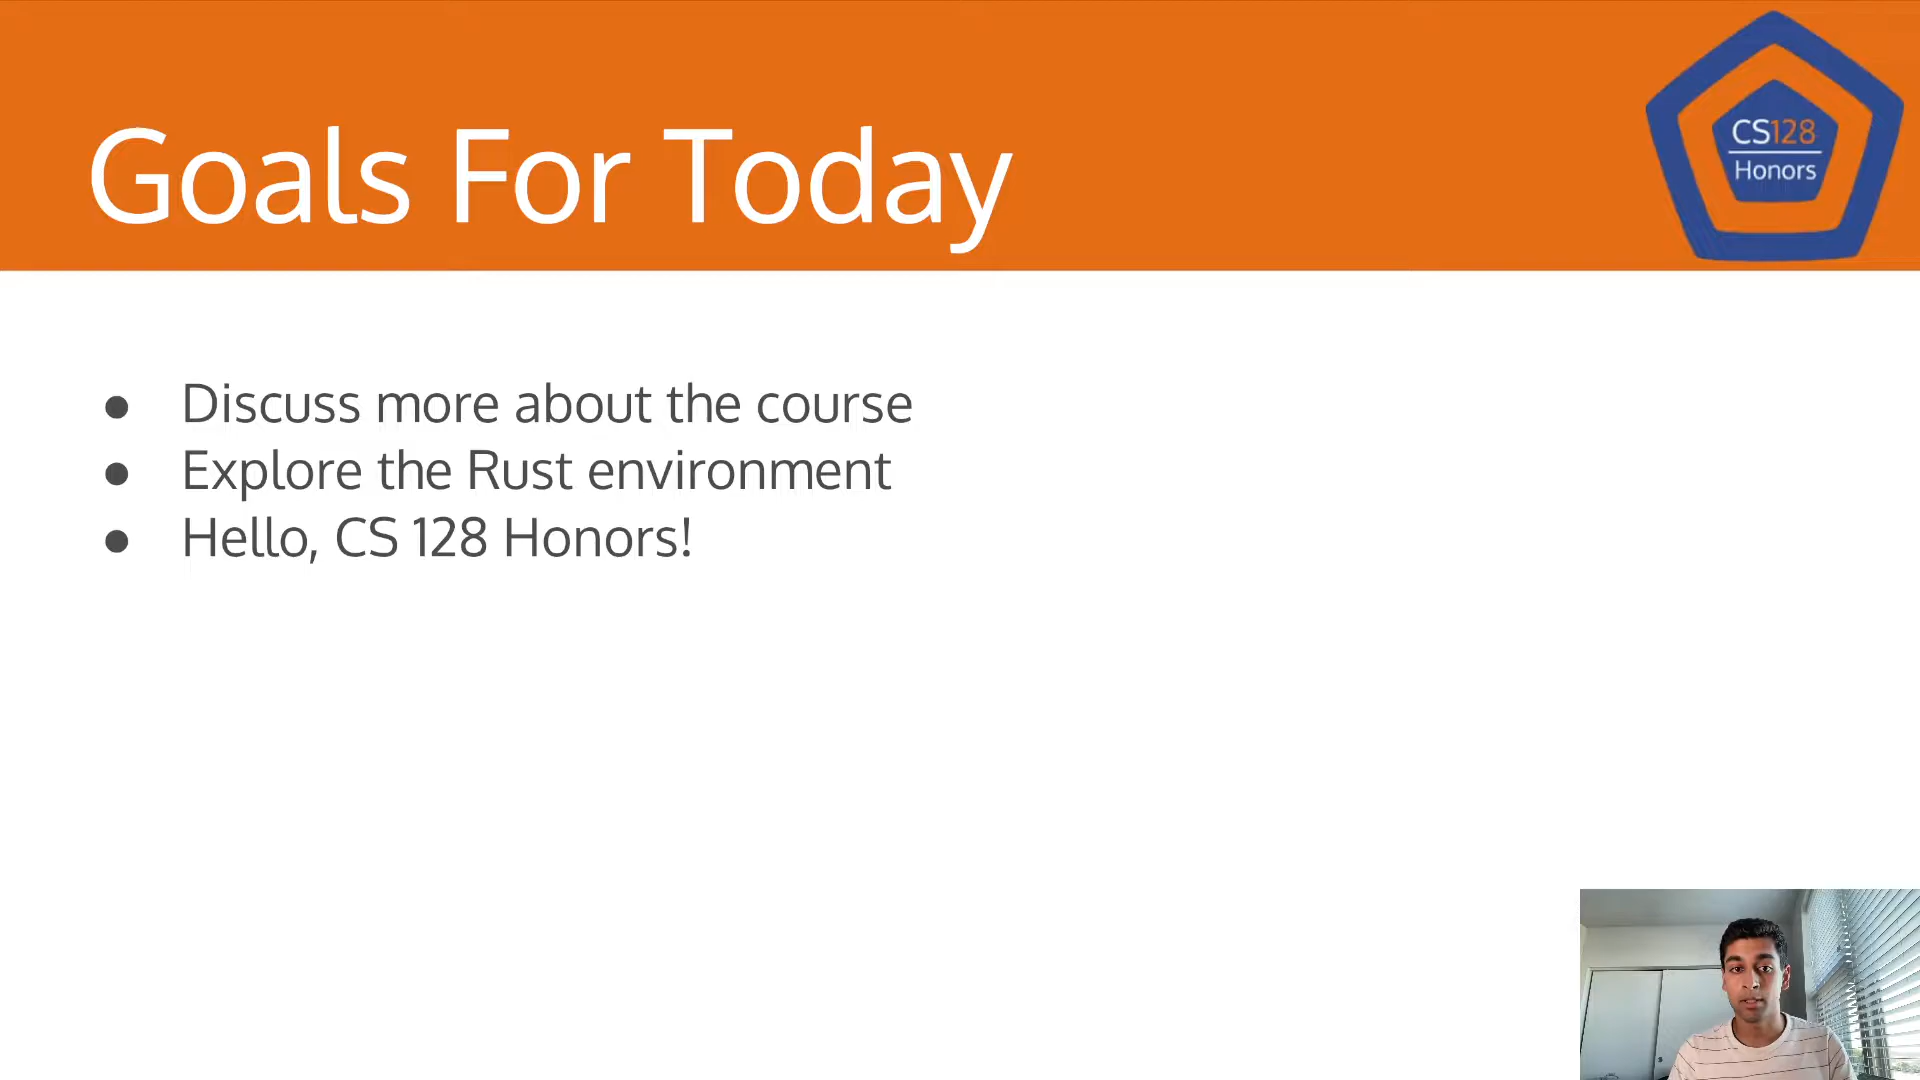 Goals For Today
CS128
Honors
● Discuss more about the course
● Explore the Rust environment
● Hello, CS 128 Honors!